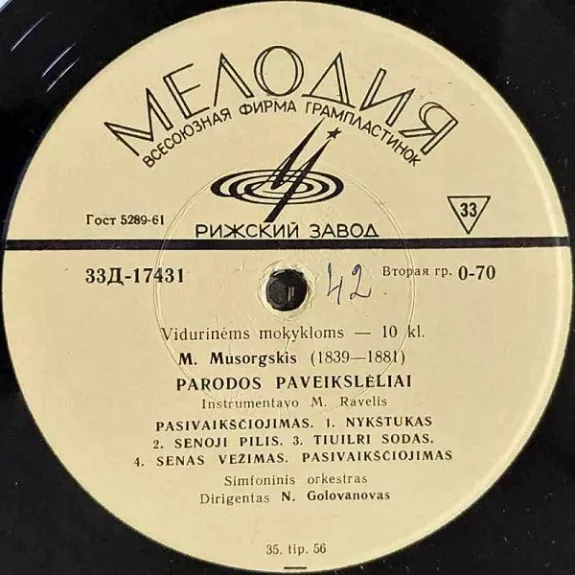 МЕЛОДИЯ
ВСЕСОЮЗНАЯ ФИРМА ГРАМПЛАСТИНОК
Гост 5289-61
33
РИЖСКИЙ ЗАВОД
33Д-17431
42
Вторая гр. 0-70
Vidurinėms mokykloms — 10 kl.
M. Musorgskis (1839—1881)
PARODOS PAVEIKSLĖLIAI
Instrumentavo M. Ravelis
PASIVAIKŠČIOJIMAS. 1. NYKŠTUKAS
2. SENOJI PILIS. 3. TIUILRI SODAS.
4. SENAS VEŽIMAS. PASIVAIKŠČIOJIMAS
Simfoninis orkestras
Dirigentas N. Golovanovas
35. tip. 56